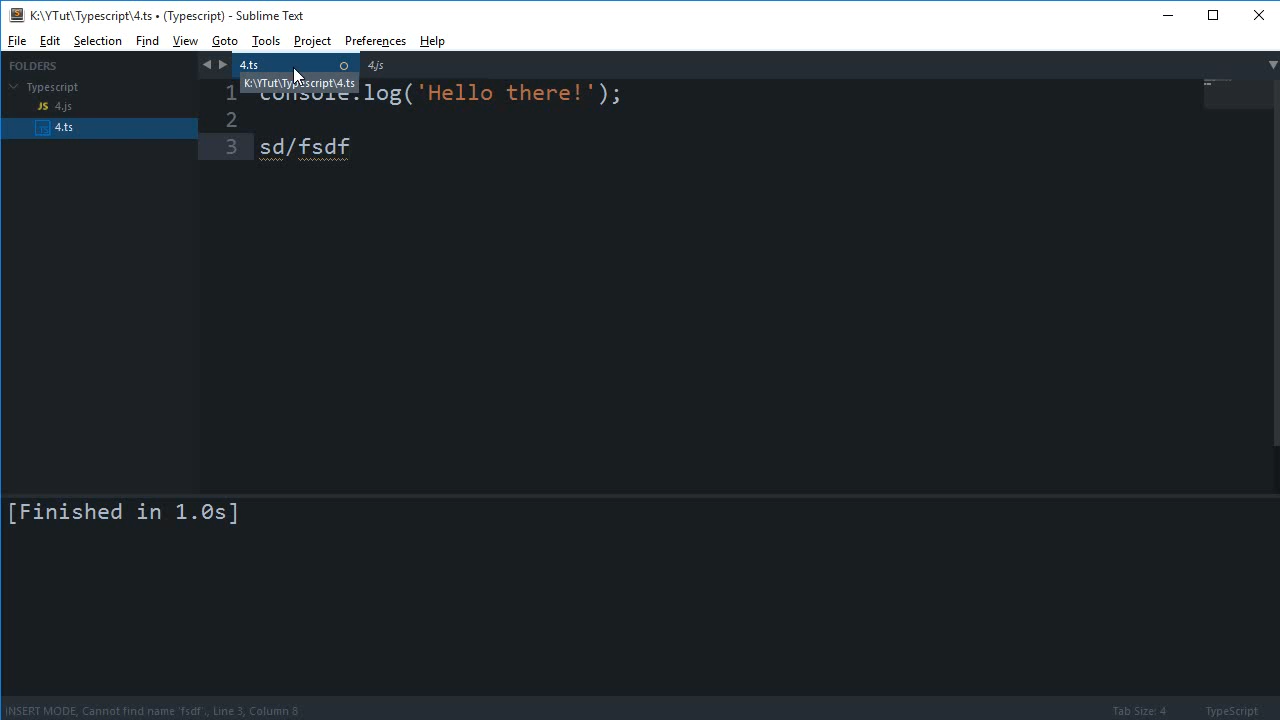 K:\YTut\Typescript\4.ts • (Typescript) - Sublime Text
File Edit Selection Find View Goto Tools Project Preferences Help
FOLDERS
Typescript
JS 4.js
TS 4.ts
4.ts 4.js
K:\YTut\Typescript\4.ts
1 console.log('Hello there!');
2
3 sd/fsdf
[Finished in 1.0s]
INSERT MODE, Cannot find name 'fsdf'., Line 3, Column 8
Tab Size: 4 TypeScript